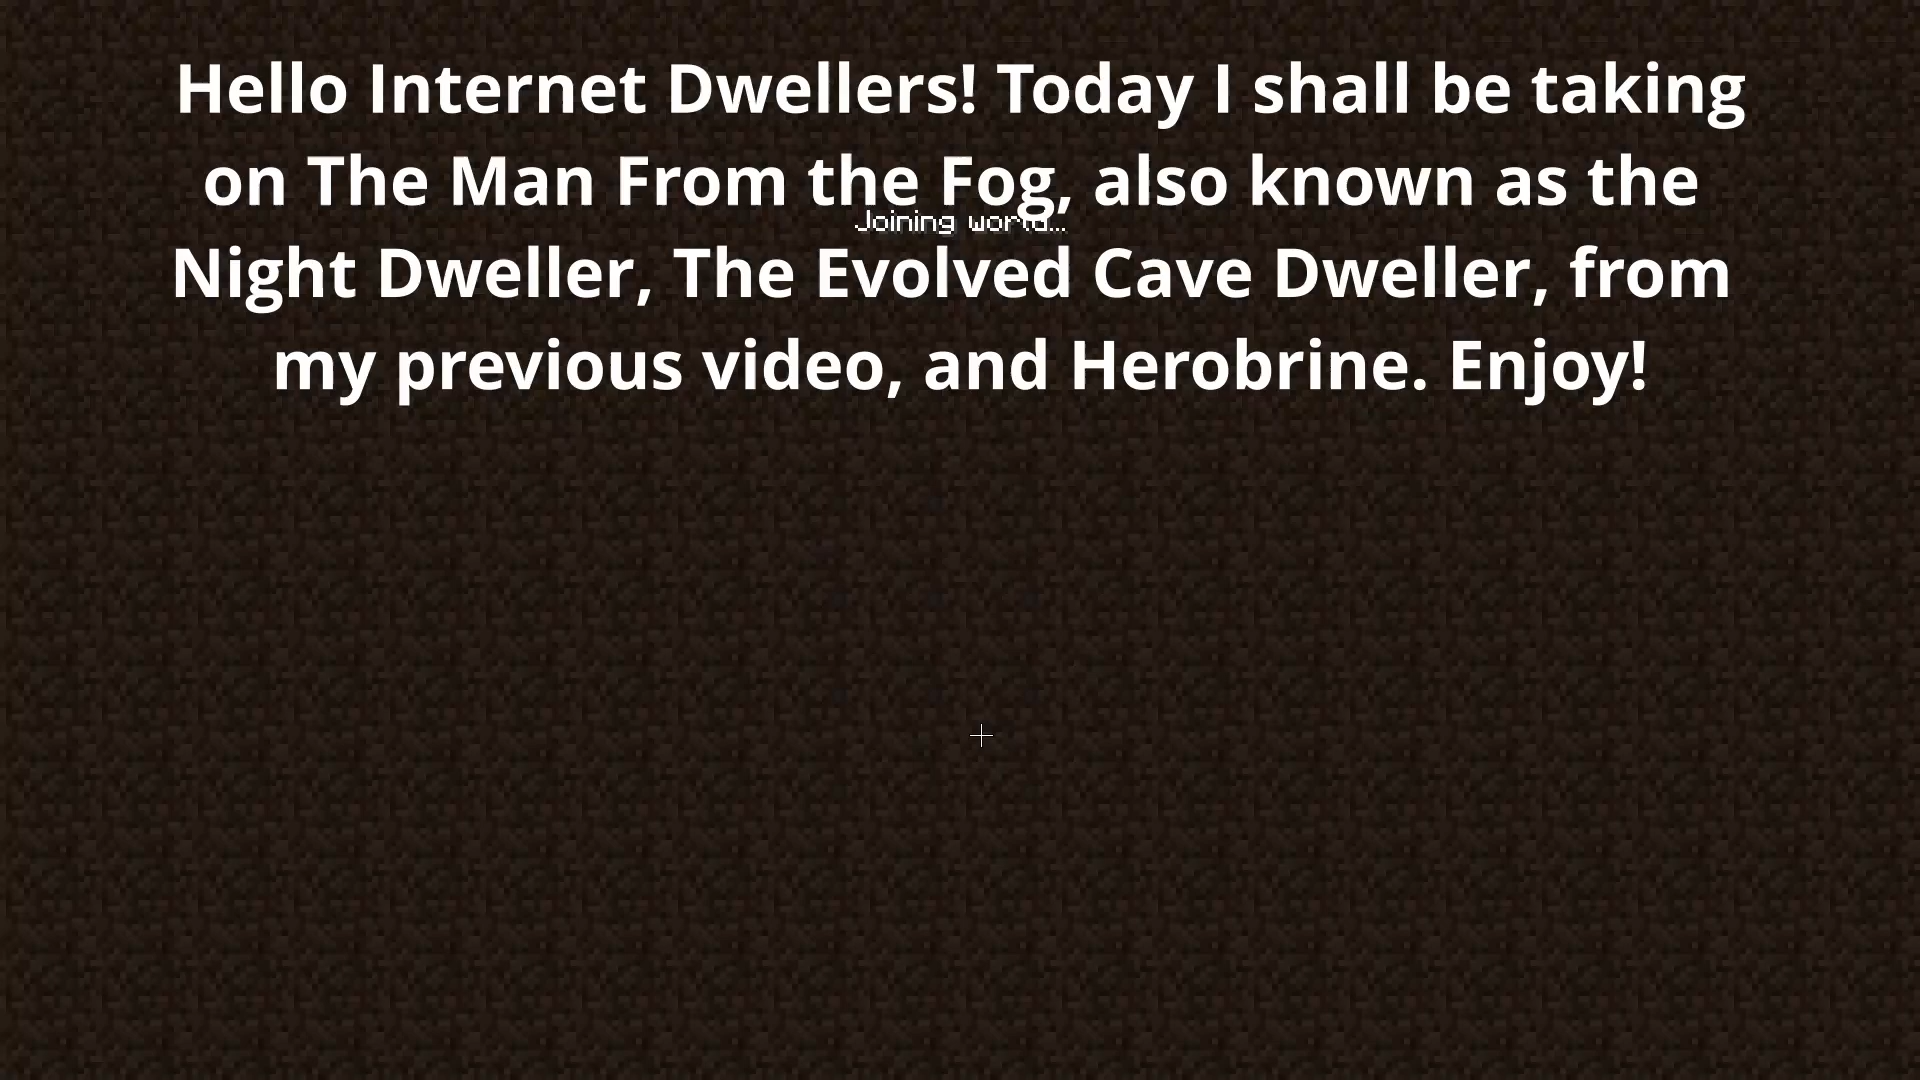 Hello Internet Dwellers! Today I shall be taking
on The Man From the Fog, also known as the
Joining world...
Night Dweller, The Evolved Cave Dweller, from
my previous video, and Herobrine. Enjoy!